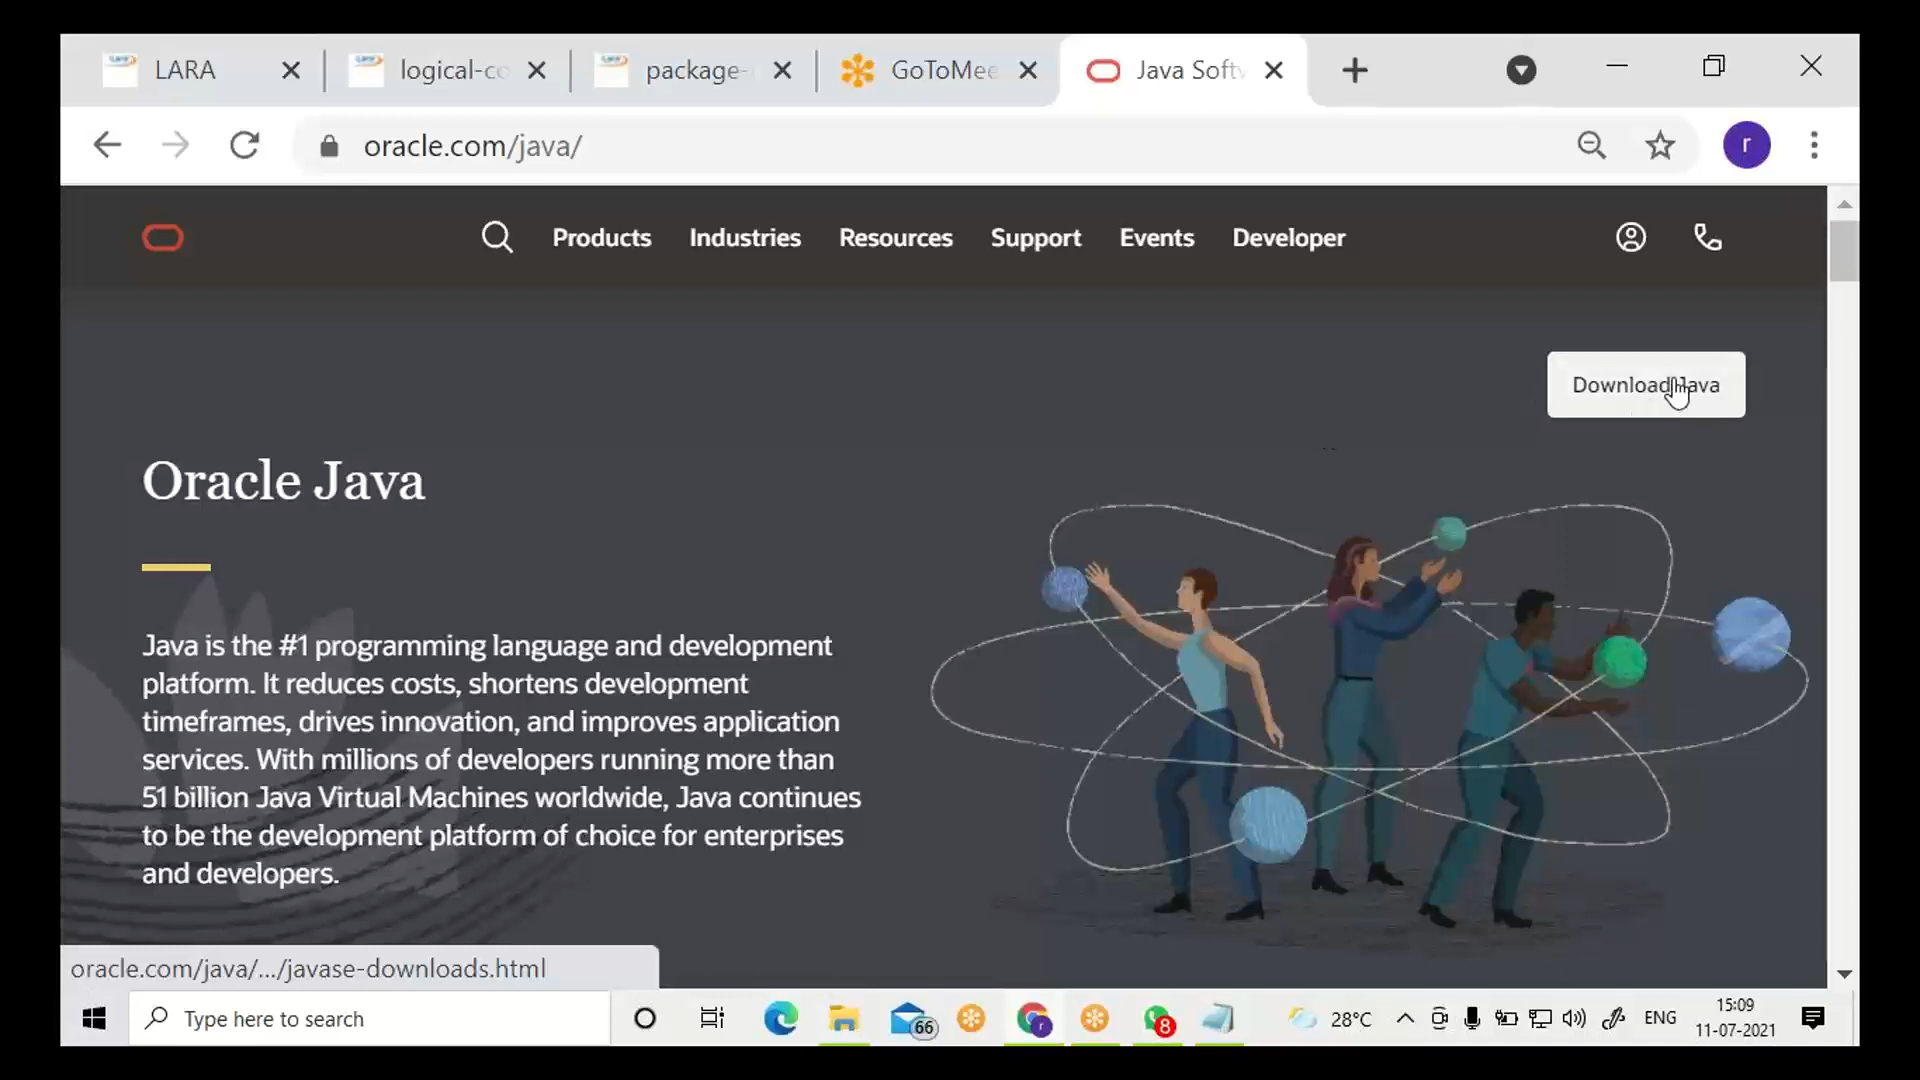 LARA
logical-co
package-
GoToMee
Java Softw
oracle.com/java/
r
Products
Industries
Resources
Support
Events
Developer
Download Java
Oracle Java
Java is the #1 programming language and development
platform. It reduces costs, shortens development
timeframes, drives innovation, and improves application
services. With millions of developers running more than
51 billion Java Virtual Machines worldwide, Java continues
to be the development platform of choice for enterprises
and developers.
oracle.com/java/.../javase-downloads.html
Type here to search
66
r
8
28°C
ENG
15:09
11-07-2021